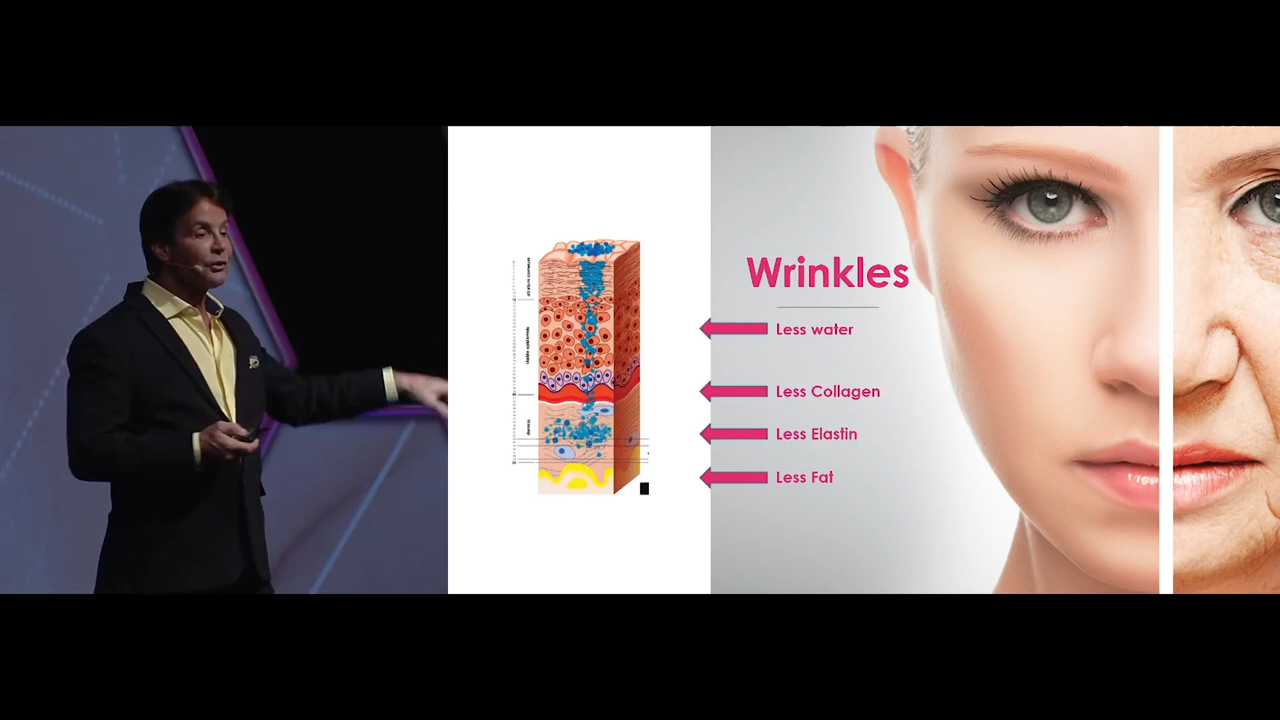 Wrinkles
Less water
Less Collagen
Less Elastin
Less Fat